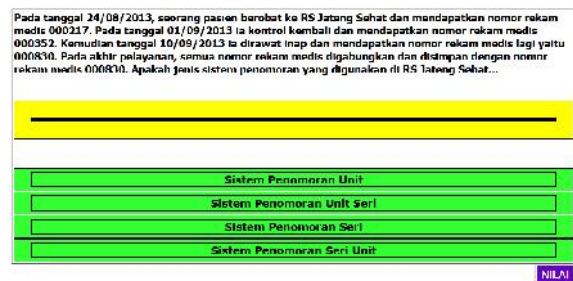 Pada tanggal 24/08/2013, seorang pasien berobat ke RS Jateng Sehat dan mendapatkan nomor rekam
medis 000217. Pada tanggal 01/09/2013 ia kontrol kembali dan mendapatkan nomor rekam medis
000352. Kemudian tanggal 10/09/2013 ia dirawat inap dan mendapatkan nomor rekam medis lagi yaitu
000830. Pada akhir pelayanan, semua nomor rekam medis digabungkan dan disimpan dengan nomor
rekam medis 000830. Apakah jenis sistem penomoran yang digunakan di RS Jateng Sehat...
Sistem Penomoran Unit
Sistem Penomoran Unit Seri
Sistem Penomoran Seri
Sistem Penomoran Seri Unit
NILAI